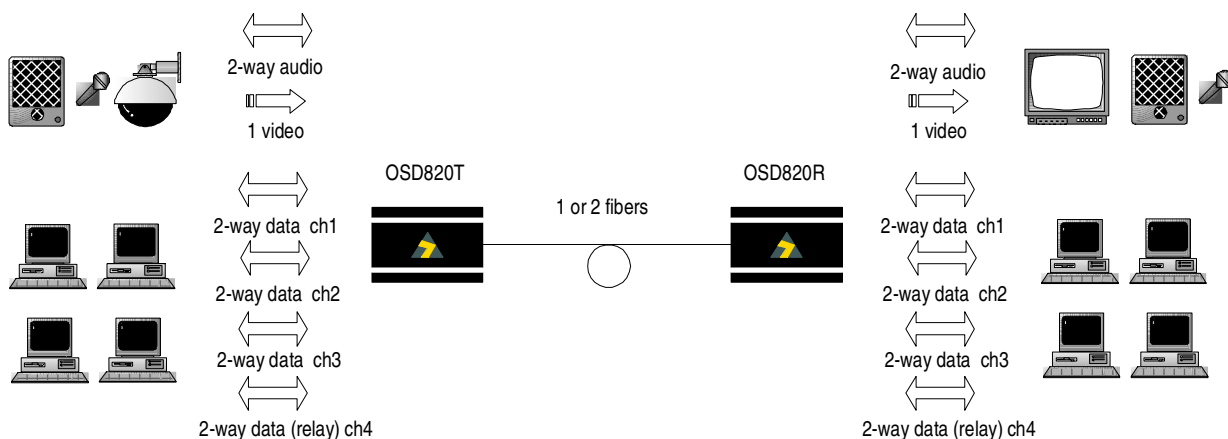 2-way audio
1 video
OSD820T
2-way data ch1
2-way data ch2
2-way data ch3
2-way data (relay) ch4
1 or 2 fibers
2-way audio
1 video
OSD820R
2-way data ch1
2-way data ch2
2-way data ch3
2-way data (relay) ch4